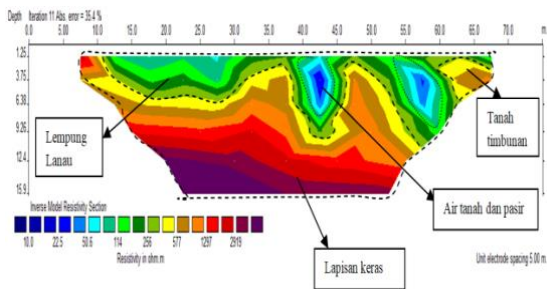 Depth Iteration 11 Abs. error = 35.4 %
0.0 5.0 10.0 15.0 20.0 25.0 30.0 35.0 40.0 45.0 50.0 55.0 60.0 65.0 70.0 m.
1.25
3.75
6.38
9.26
12.4
15.9
Lempung
Lanau
Tanah
timbunan
Air tanah dan pasir
Lapisan keras
Inverse Model Resistivity Section
10.0 22.5 50.6 114 256 577 1297 2919
Resistivity in ohm.m
Unit electrode spacing 5.00 m.